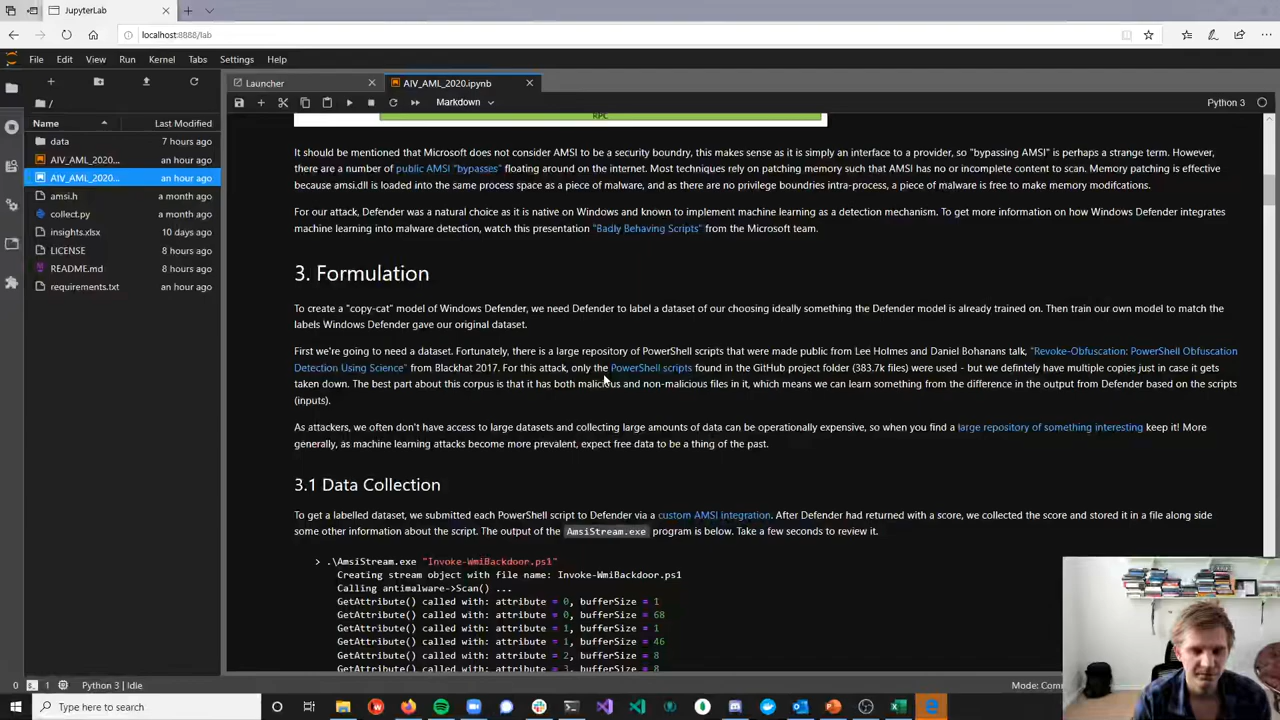 JupyterLab
localhost:8888/lab
File Edit View Run Kernel Tabs Settings Help
Launcher
AIV_AML_2020.ipynb
Markdown
Python 3
/
Name
Last Modified
data 7 hours ago
AIV_AML_2020... an hour ago
AIV_AML_2020... an hour ago
amsi.h a month ago
collect.py a month ago
insights.xlsx 10 days ago
LICENSE 8 hours ago
README.md 8 hours ago
requirements.txt an hour ago
RPC
It should be mentioned that Microsoft does not consider AMSI to be a security boundry, this makes sense as it is simply an interface to a provider, so "bypassing AMSI" is perhaps a strange term. However,
there are a number of public AMSI "bypasses" floating around on the internet. Most techniques rely on patching memory such that AMSI has no or incomplete content to scan. Memory patching is effective
because amsi.dll is loaded into the same process space as a piece of malware, and as there are no privilege boundries intra-process, a piece of malware is free to make memory modifcations.
For our attack, Defender was a natural choice as it is native on Windows and known to implement machine learning as a detection mechanism. To get more information on how Windows Defender integrates
machine learning into malware detection, watch this presentation "Badly Behaving Scripts" from the Microsoft team.
3. Formulation
To create a "copy-cat" model of Windows Defender, we need Defender to label a dataset of our choosing ideally something the Defender model is already trained on. Then train our own model to match the
labels Windows Defender gave our original dataset.
First we're going to need a dataset. Fortunately, there is a large repository of PowerShell scripts that were made public from Lee Holmes and Daniel Bohanans talk, "Revoke-Obfuscation: PowerShell Obfuscation
Detection Using Science" from Blackhat 2017. For this attack, only the PowerShell scripts found in the GitHub project folder (383.7k files) were used - but we defintely have multiple copies just in case it gets
taken down. The best part about this corpus is that it has both malicious and non-malicious files in it, which means we can learn something from the difference in the output from Defender based on the scripts
(inputs).
As attackers, we often don't have access to large datasets and collecting large amounts of data can be operationally expensive, so when you find a large repository of something interesting keep it! More
generally, as machine learning attacks become more prevalent, expect free data to be a thing of the past.
3.1 Data Collection
To get a labelled dataset, we submitted each PowerShell script to Defender via a custom AMSI integration. After Defender had returned with a score, we collected the score and stored it in a file along side
some other information about the script. The output of the AmsiStream.exe program is below. Take a few seconds to review it.
> .\AmsiStream.exe "Invoke-WmiBackdoor.ps1"
Creating stream object with file name: Invoke-WmiBackdoor.ps1
Calling antimalware->Scan() ...
GetAttribute() called with: attribute = 0, bufferSize = 1
GetAttribute() called with: attribute = 0, bufferSize = 68
GetAttribute() called with: attribute = 1, bufferSize = 1
GetAttribute() called with: attribute = 1, bufferSize = 46
GetAttribute() called with: attribute = 2, bufferSize = 8
GetAttribute() called with: attribute = 3, bufferSize = 8
0 1 Python 3 | Idle
Mode: Comm
Type here to search